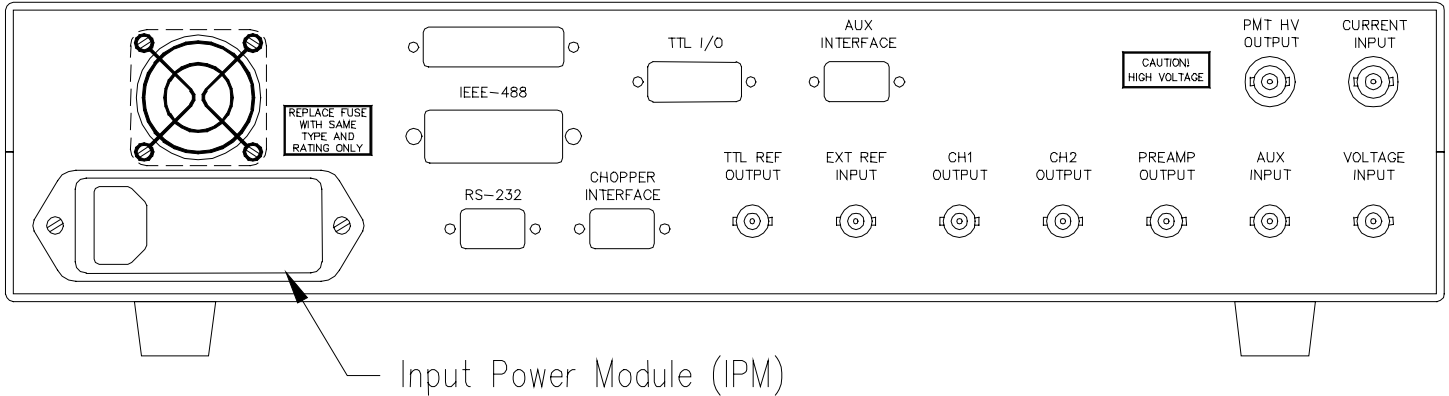 PMT HV
OUTPUT
CURRENT
INPUT
AUX
INTERFACE
TTL I/O
CAUTION!
HIGH VOLTAGE
IEEE-488
REPLACE FUSE
WITH SAME
TYPE AND
RATING ONLY
TTL REF
OUTPUT
EXT REF
INPUT
CH1
OUTPUT
CH2
OUTPUT
PREAMP
OUTPUT
AUX
INPUT
VOLTAGE
INPUT
RS-232
CHOPPER
INTERFACE
Input Power Module (IPM)